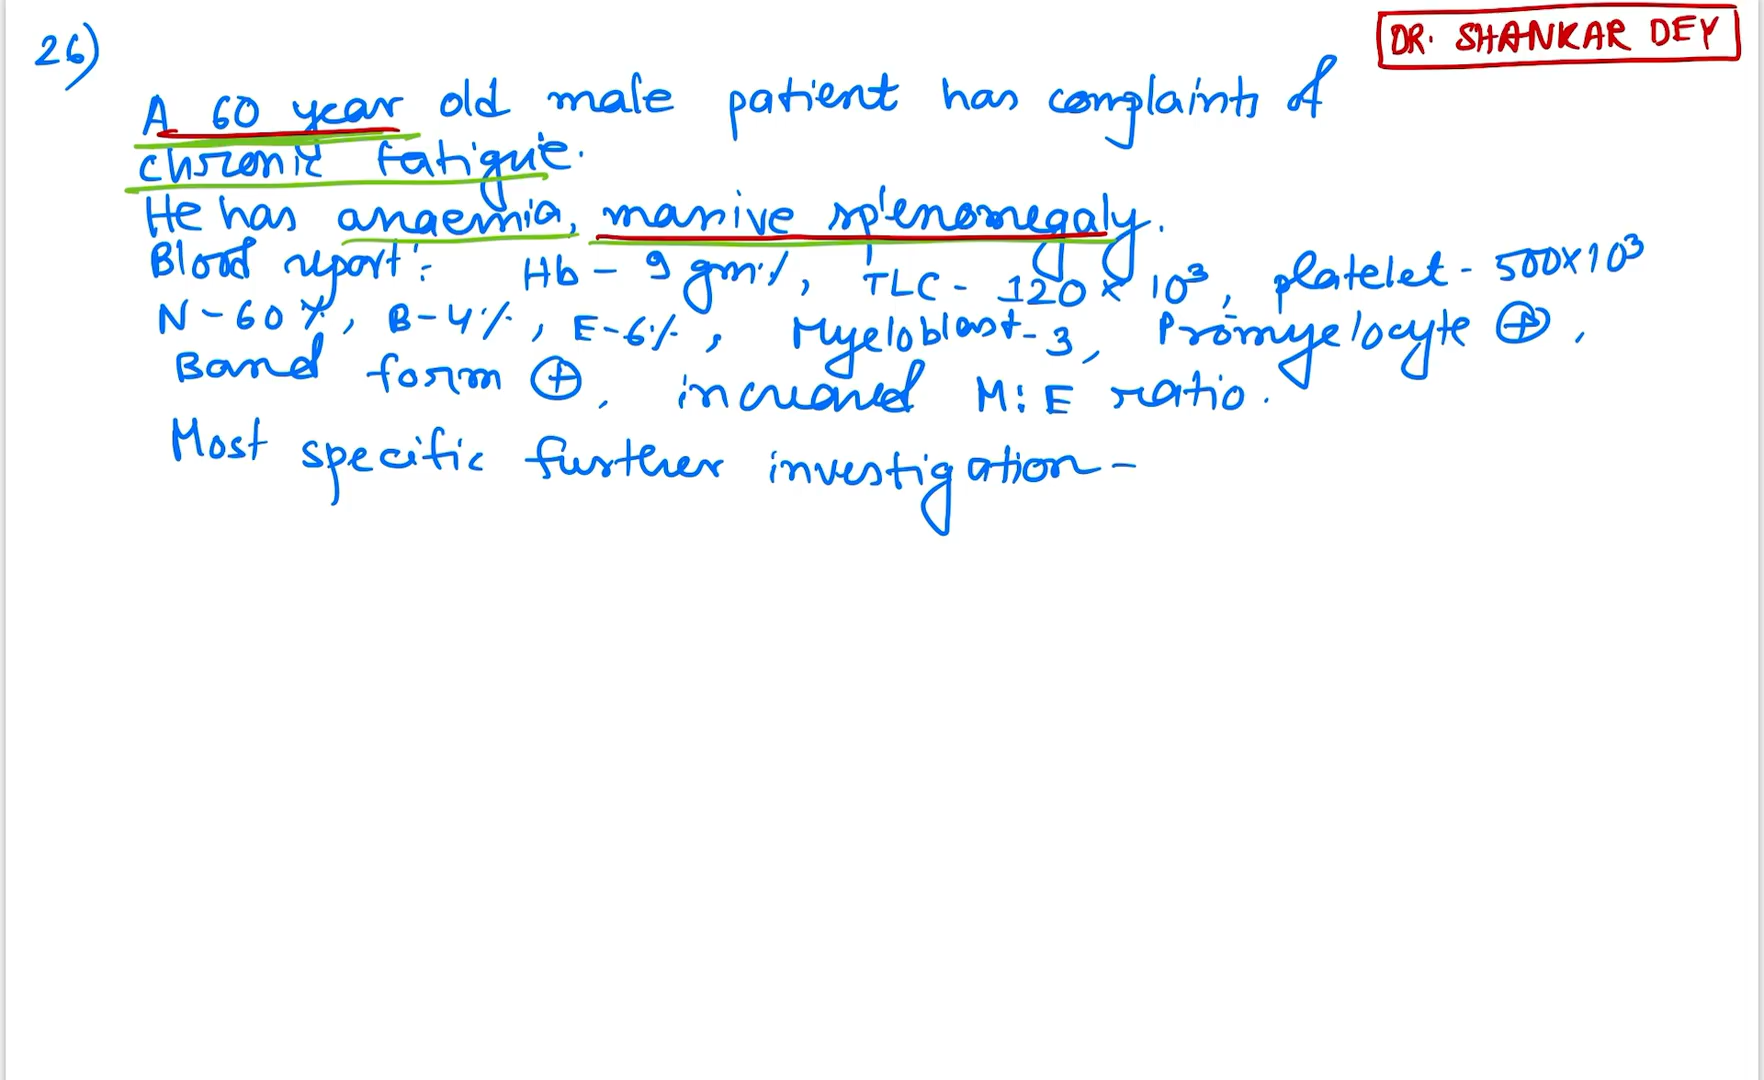 26)
DR. SHANKAR DEY
A 60 year old male patient has complaints of
chronic fatigue.
He has anaemia, massive splenomegaly.
Blood report: Hb - 9 gm%, TLC - 120 x 10³, platelet - 500x10³
N-60%, B-4%, E-6%, Myeloblast-3, Promyelocyte ⊕,
Band form ⊕, increased M:E ratio.
Most specific further investigation -